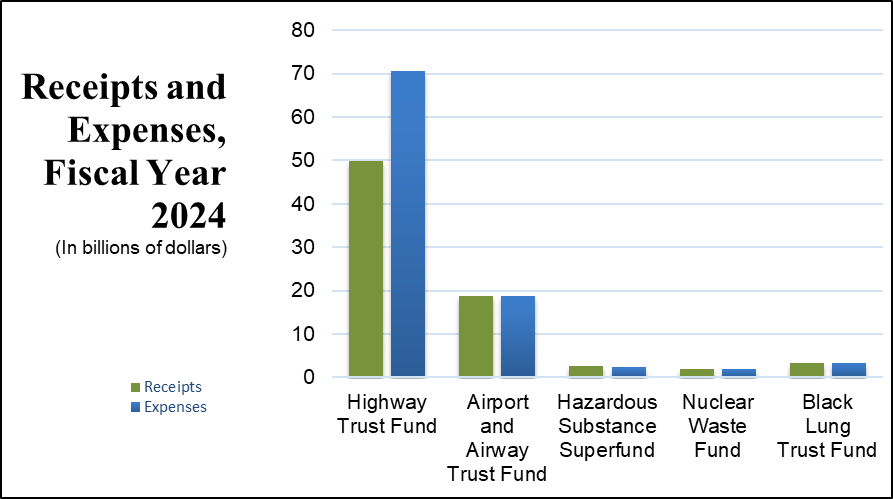 Receipts and
Expenses,
Fiscal Year
2024
(In billions of dollars)
Receipts
Expenses
80
70
60
50
40
30
20
10
0
Highway
Trust Fund
Airport
and
Airway
Trust Fund
Hazardous
Substance
Superfund
Nuclear
Waste
Fund
Black
Lung
Trust Fund